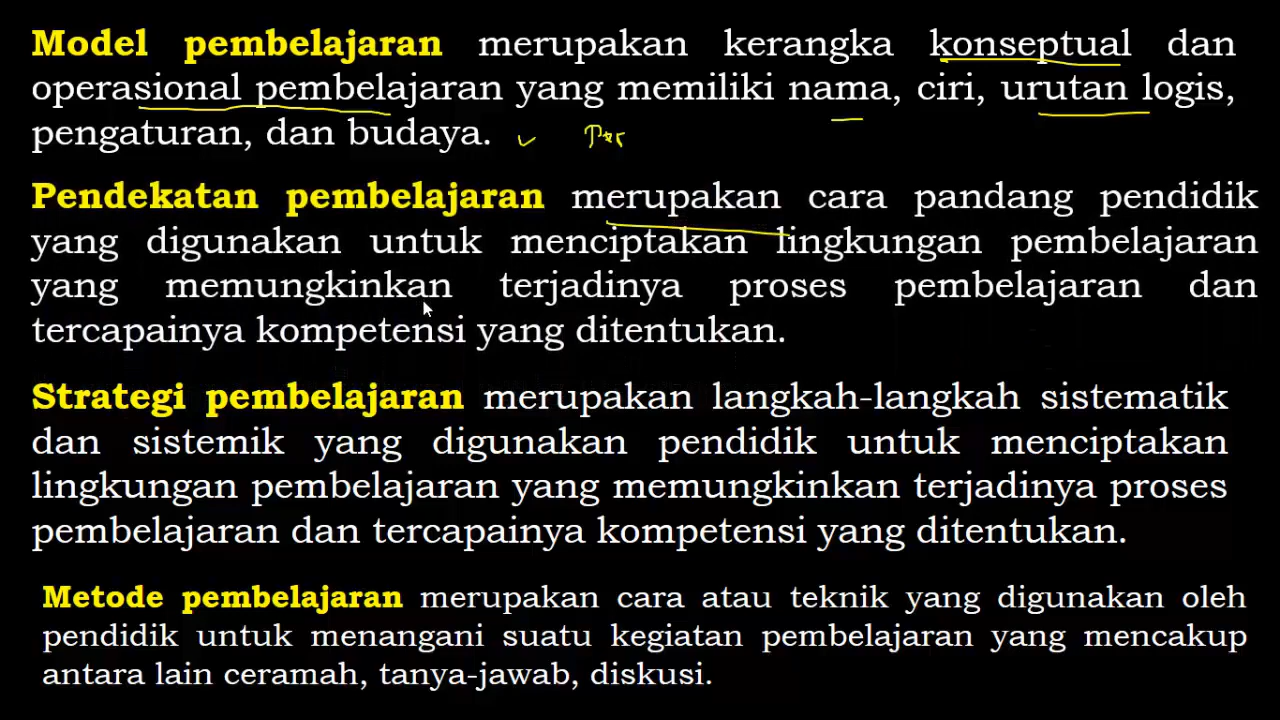 Model pembelajaran merupakan kerangka konseptual dan
operasional pembelajaran yang memiliki nama, ciri, urutan logis,
pengaturan, dan budaya.
Pendekatan pembelajaran merupakan cara pandang pendidik
yang digunakan untuk menciptakan lingkungan pembelajaran
yang memungkinkan terjadinya proses pembelajaran dan
tercapainya kompetensi yang ditentukan.
Strategi pembelajaran merupakan langkah-langkah sistematik
dan sistemik yang digunakan pendidik untuk menciptakan
lingkungan pembelajaran yang memungkinkan terjadinya proses
pembelajaran dan tercapainya kompetensi yang ditentukan.
Metode pembelajaran merupakan cara atau teknik yang digunakan oleh
pendidik untuk menangani suatu kegiatan pembelajaran yang mencakup
antara lain ceramah, tanya-jawab, diskusi.